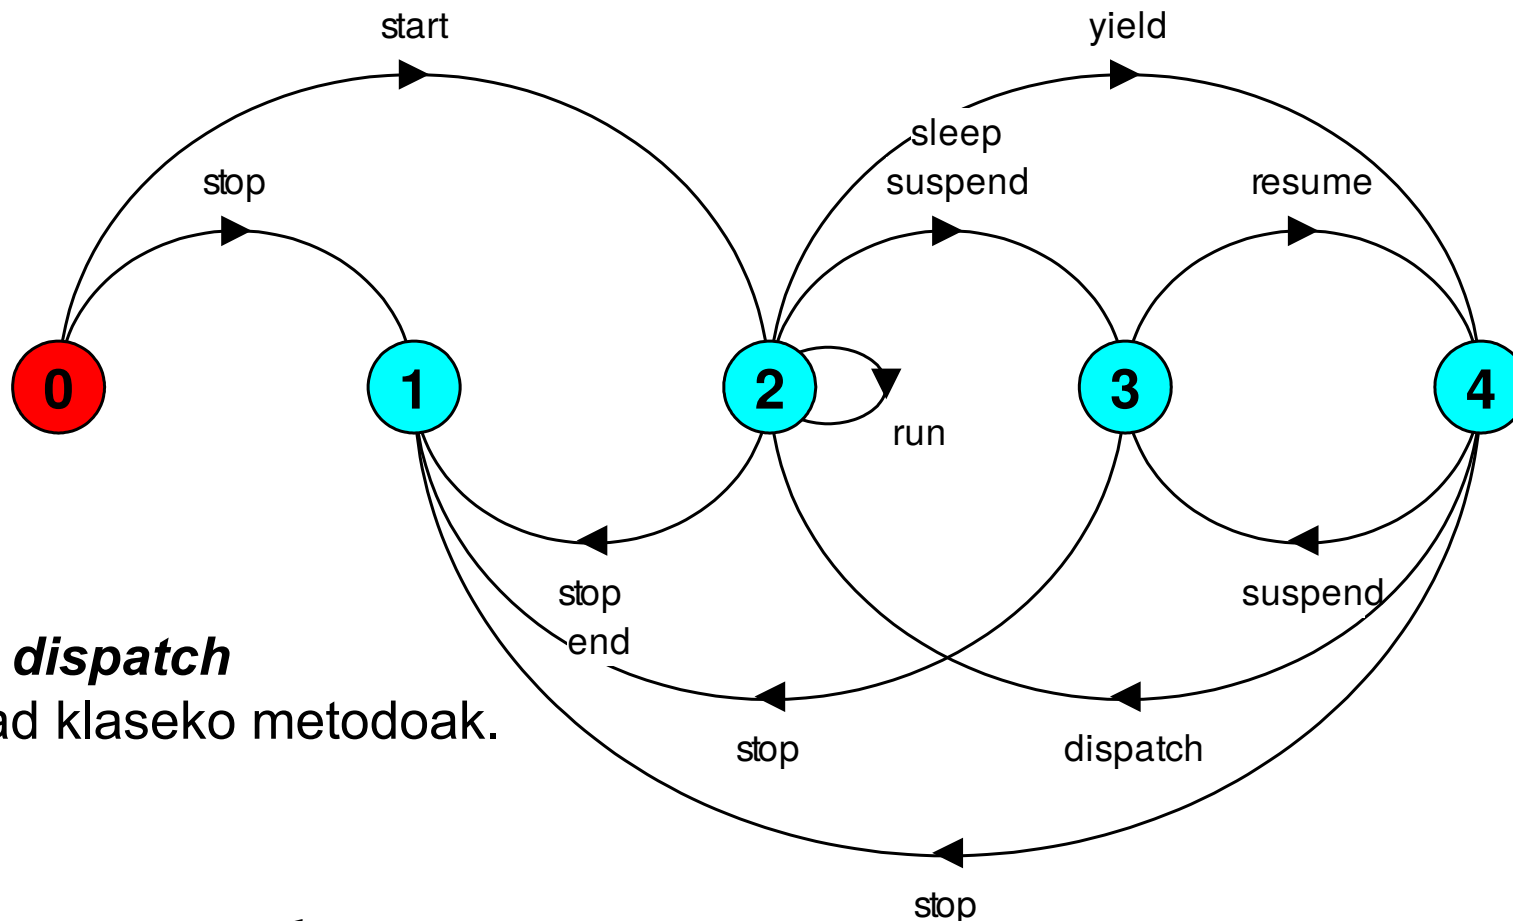 start
yield
sleep
stop
suspend
resume
0
1
2
3
4
run
stop
suspend
end
dispatch
ad klaseko metodoak.
stop
dispatch
stop